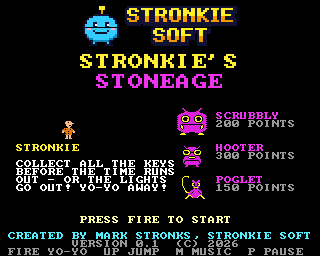 STRONKIE
SOFT
STRONKIE'S
STONEAGE
SCRUBBLY
200 POINTS
STRONKIE
HOOTER
300 POINTS
COLLECT ALL THE KEYS
BEFORE THE TIME RUNS
OUT - OR THE LIGHTS
GO OUT! YO-YO AWAY!
POGLET
150 POINTS
PRESS FIRE TO START
CREATED BY MARK STRONKS, STRONKIE SOFT
VERSION 0.1 (C) 2026
FIRE YO-YO UP JUMP M MUSIC P PAUSE